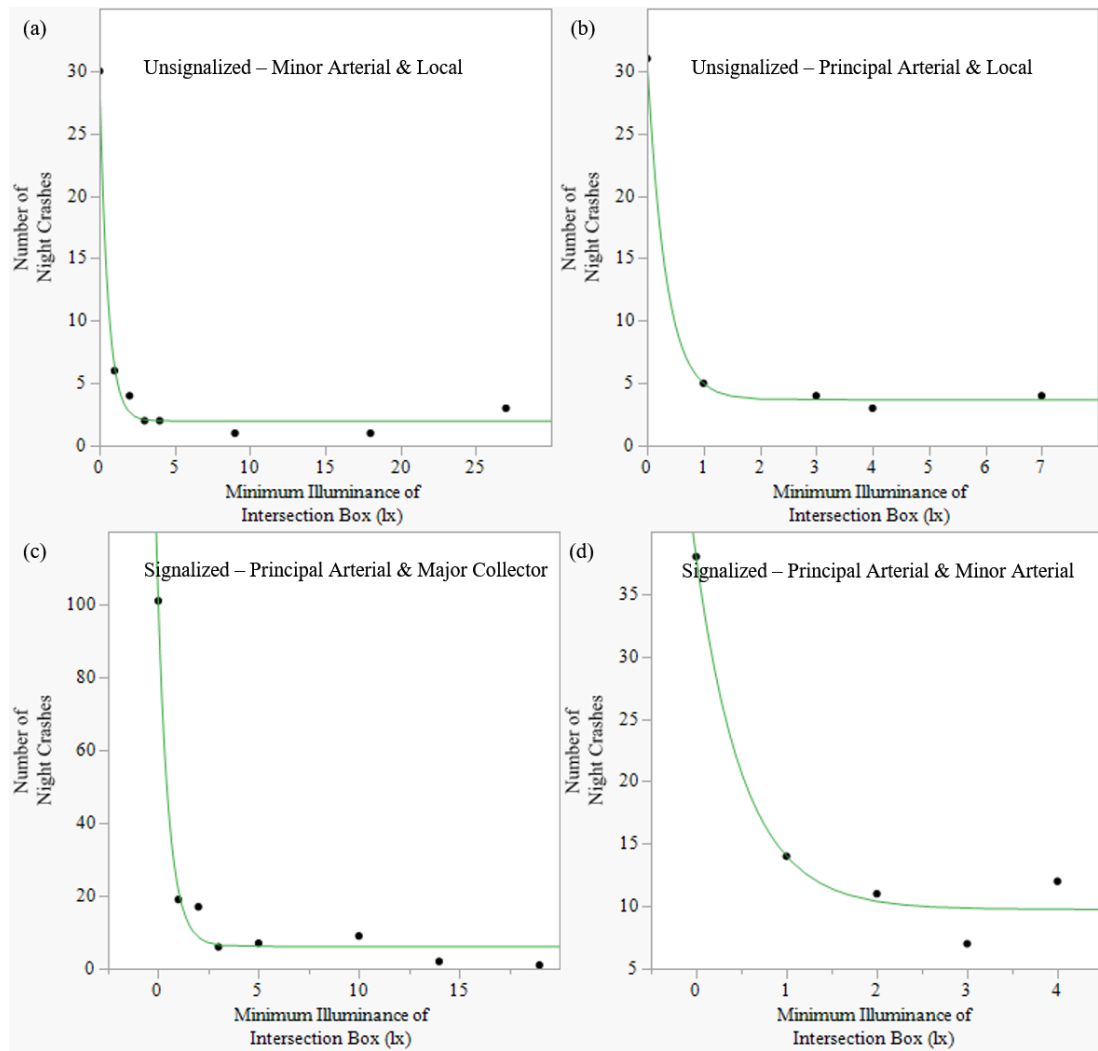 (a)
Unsignalized – Minor Arterial & Local
Number of
Night Crashes
30
25
20
15
10
5
0
0 5 10 15 20 25
Minimum Illuminance of
Intersection Box (lx)
(b)
Unsignalized – Principal Arterial & Local
Number of
Night Crashes
30
25
20
15
10
5
0
0 1 2 3 4 5 6 7
Minimum Illuminance of
Intersection Box (lx)
(c)
Signalized – Principal Arterial & Major Collector
Number of
Night Crashes
100
80
60
40
20
0
0 5 10 15
Minimum Illuminance of
Intersection Box (lx)
(d)
Signalized – Principal Arterial & Minor Arterial
Number of
Night Crashes
35
30
25
20
15
10
5
0 1 2 3 4
Minimum Illuminance of
Intersection Box (lx)